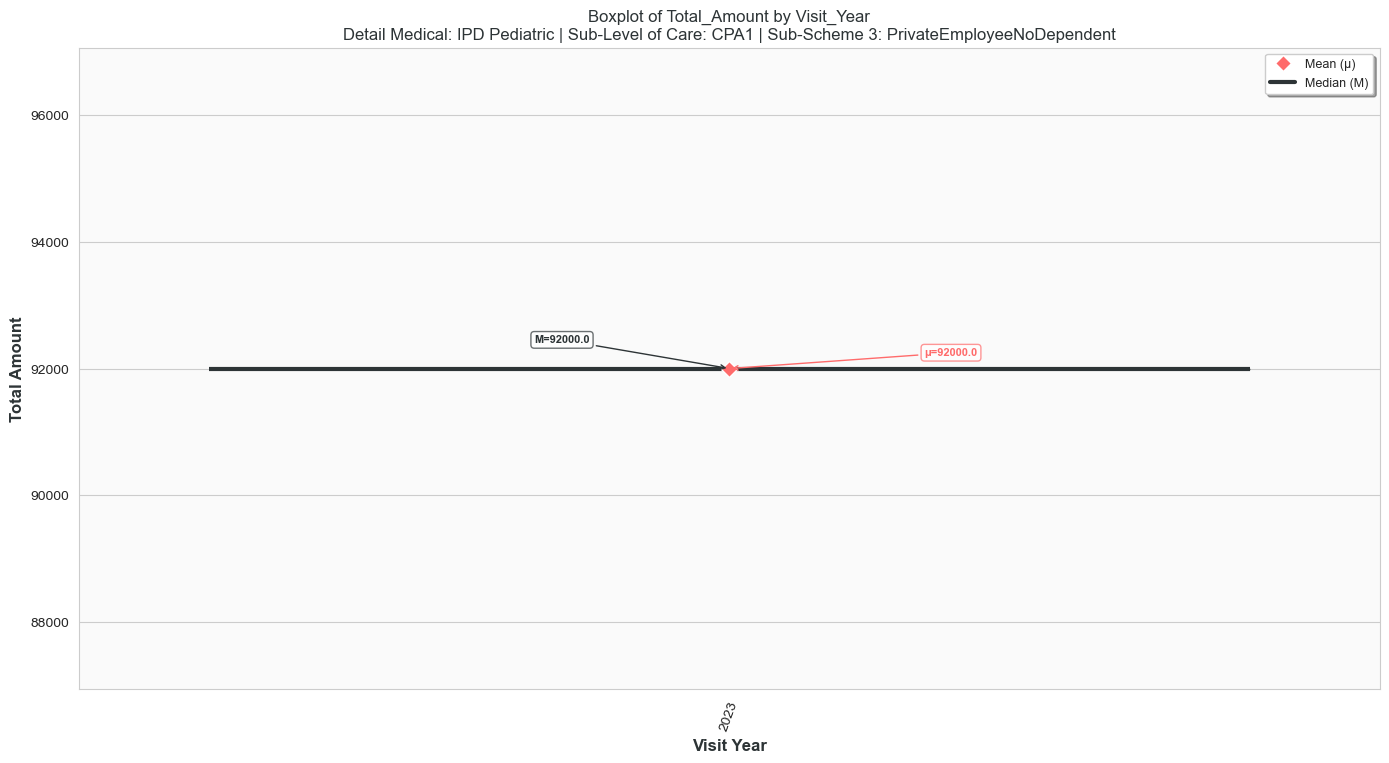 Boxplot of Total_Amount by Visit_Year
Detail Medical: IPD Pediatric | Sub-Level of Care: CPA1 | Sub-Scheme 3: PrivateEmployeeNoDependent
Mean (μ)
Median (M)
96000
94000
92000
90000
88000
Total Amount
M=92000.0
μ=92000.0
2023
Visit Year